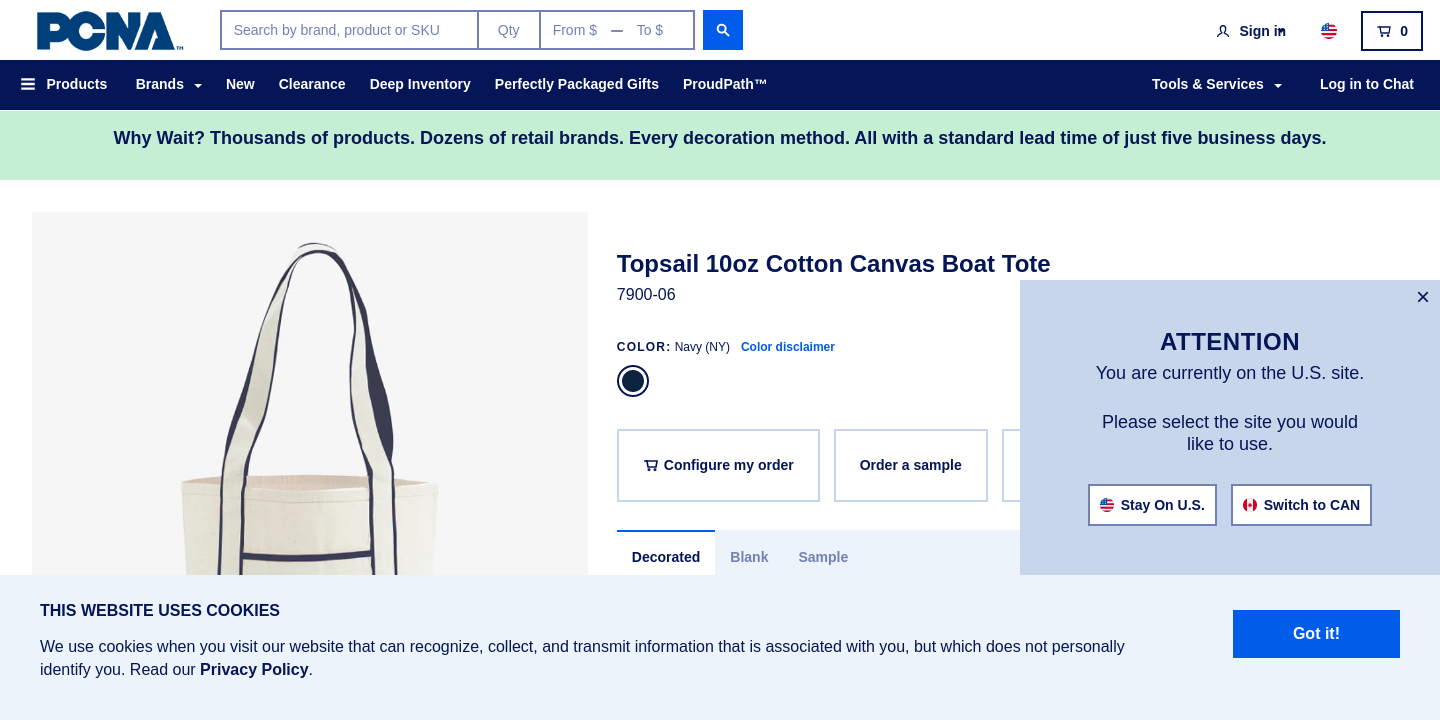 PCNA™
Search by brand, product or SKU
Qty
From $ — To $
Sign in
0
Products
Brands
New
Clearance
Deep Inventory
Perfectly Packaged Gifts
ProudPath™
Tools & Services
Log in to Chat
Why Wait? Thousands of products. Dozens of retail brands. Every decoration method. All with a standard lead time of just five business days.
Topsail 10oz Cotton Canvas Boat Tote
7900-06
COLOR: Navy (NY) Color disclaimer
Configure my order
Order a sample
Decorated
Blank
Sample
×
ATTENTION
You are currently on the U.S. site.
Please select the site you would
like to use.
Stay On U.S.
Switch to CAN
THIS WEBSITE USES COOKIES
We use cookies when you visit our website that can recognize, collect, and transmit information that is associated with you, but which does not personally
identify you. Read our Privacy Policy.
Got it!